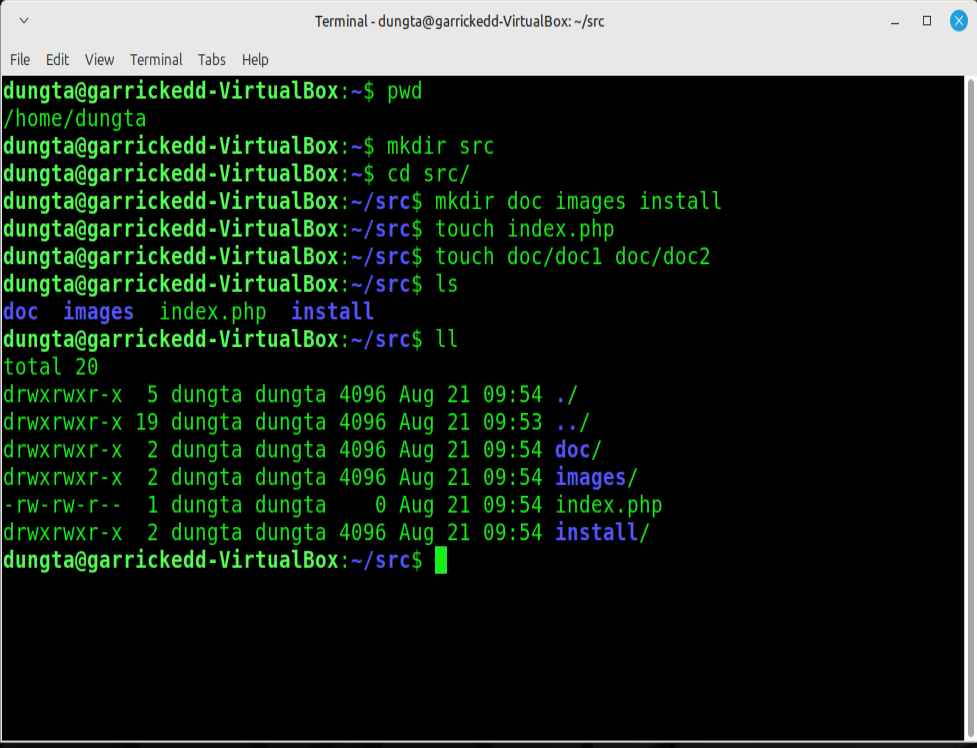 Terminal - dungta@garrickedd-VirtualBox: ~/src
File Edit View Terminal Tabs Help
dungta@garrickedd-VirtualBox:~$ pwd
/home/dungta
dungta@garrickedd-VirtualBox:~$ mkdir src
dungta@garrickedd-VirtualBox:~$ cd src/
dungta@garrickedd-VirtualBox:~/src$ mkdir doc images install
dungta@garrickedd-VirtualBox:~/src$ touch index.php
dungta@garrickedd-VirtualBox:~/src$ touch doc/doc1 doc/doc2
dungta@garrickedd-VirtualBox:~/src$ ls
doc  images  index.php  install
dungta@garrickedd-VirtualBox:~/src$ ll
total 20
drwxrwxr-x  5 dungta dungta 4096 Aug 21 09:54 ./
drwxrwxr-x 19 dungta dungta 4096 Aug 21 09:53 ../
drwxrwxr-x  2 dungta dungta 4096 Aug 21 09:54 doc/
drwxrwxr-x  2 dungta dungta 4096 Aug 21 09:54 images/
-rw-rw-r--  1 dungta dungta    0 Aug 21 09:54 index.php
drwxrwxr-x  2 dungta dungta 4096 Aug 21 09:54 install/
dungta@garrickedd-VirtualBox:~/src$